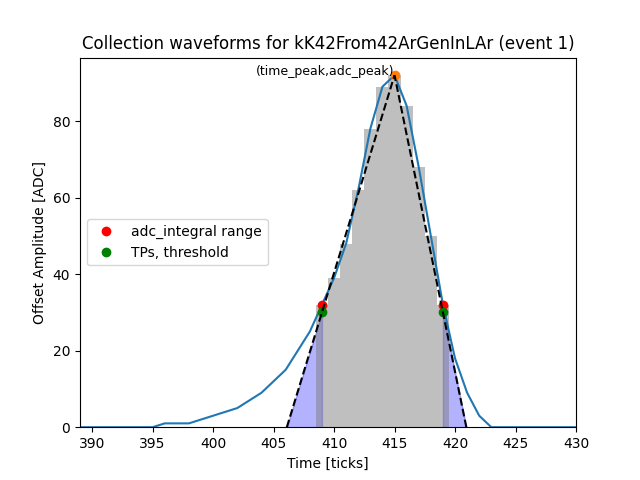 Collection waveforms for kK42From42ArGenInLAr (event 1)
(time_peak,adc_peak)
Offset Amplitude [ADC]
80
60
40
20
0
adc_integral range
TPs, threshold
390 395 400 405 410 415 420 425 430
Time [ticks]